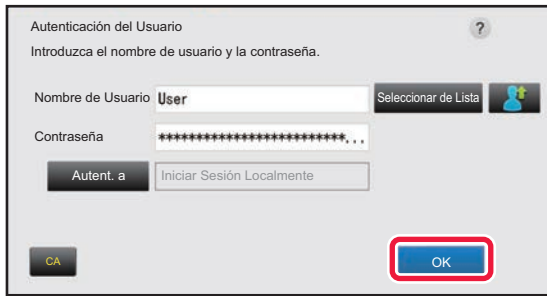 Autenticación del Usuario
?
Introduzca el nombre de usuario y la contraseña.
Nombre de Usuario User Seleccionar de Lista
Contraseña **************************...
Autent. a Iniciar Sesión Localmente
CA OK